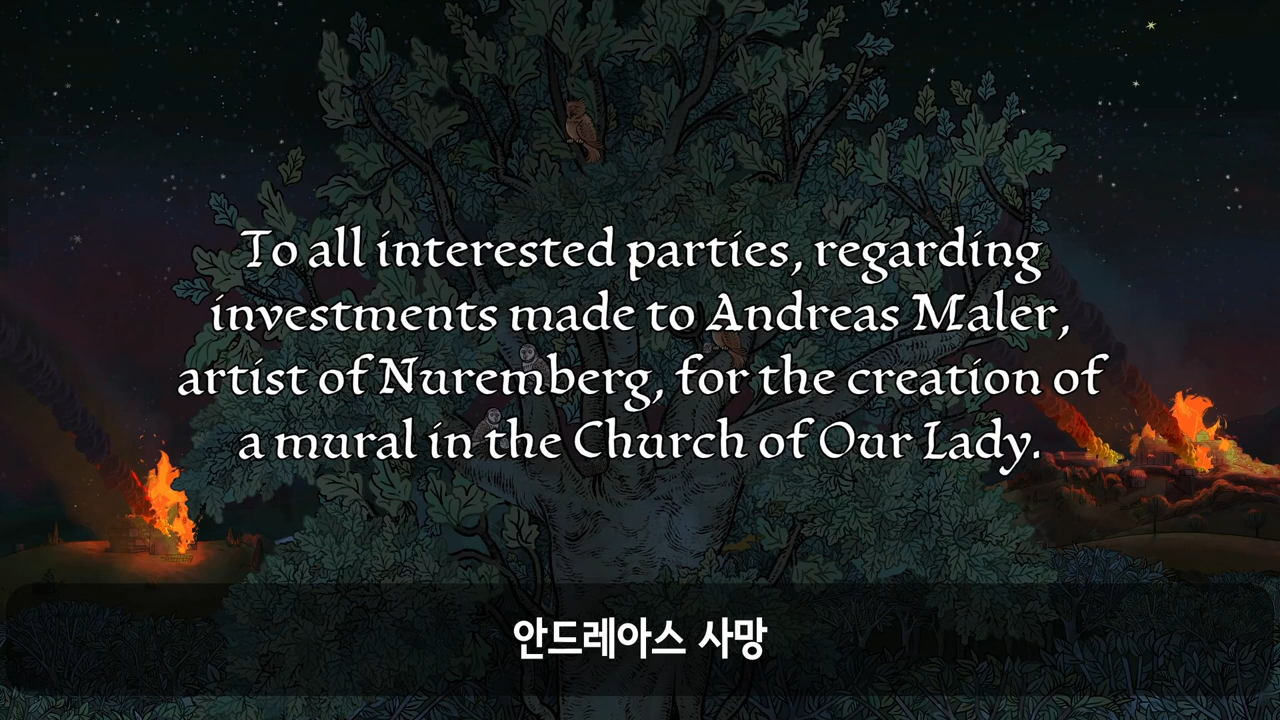 To all interested parties, regarding
investments made to Andreas Maler,
artist of Nuremberg, for the creation of
a mural in the Church of Our Lady.
안드레아스 사망